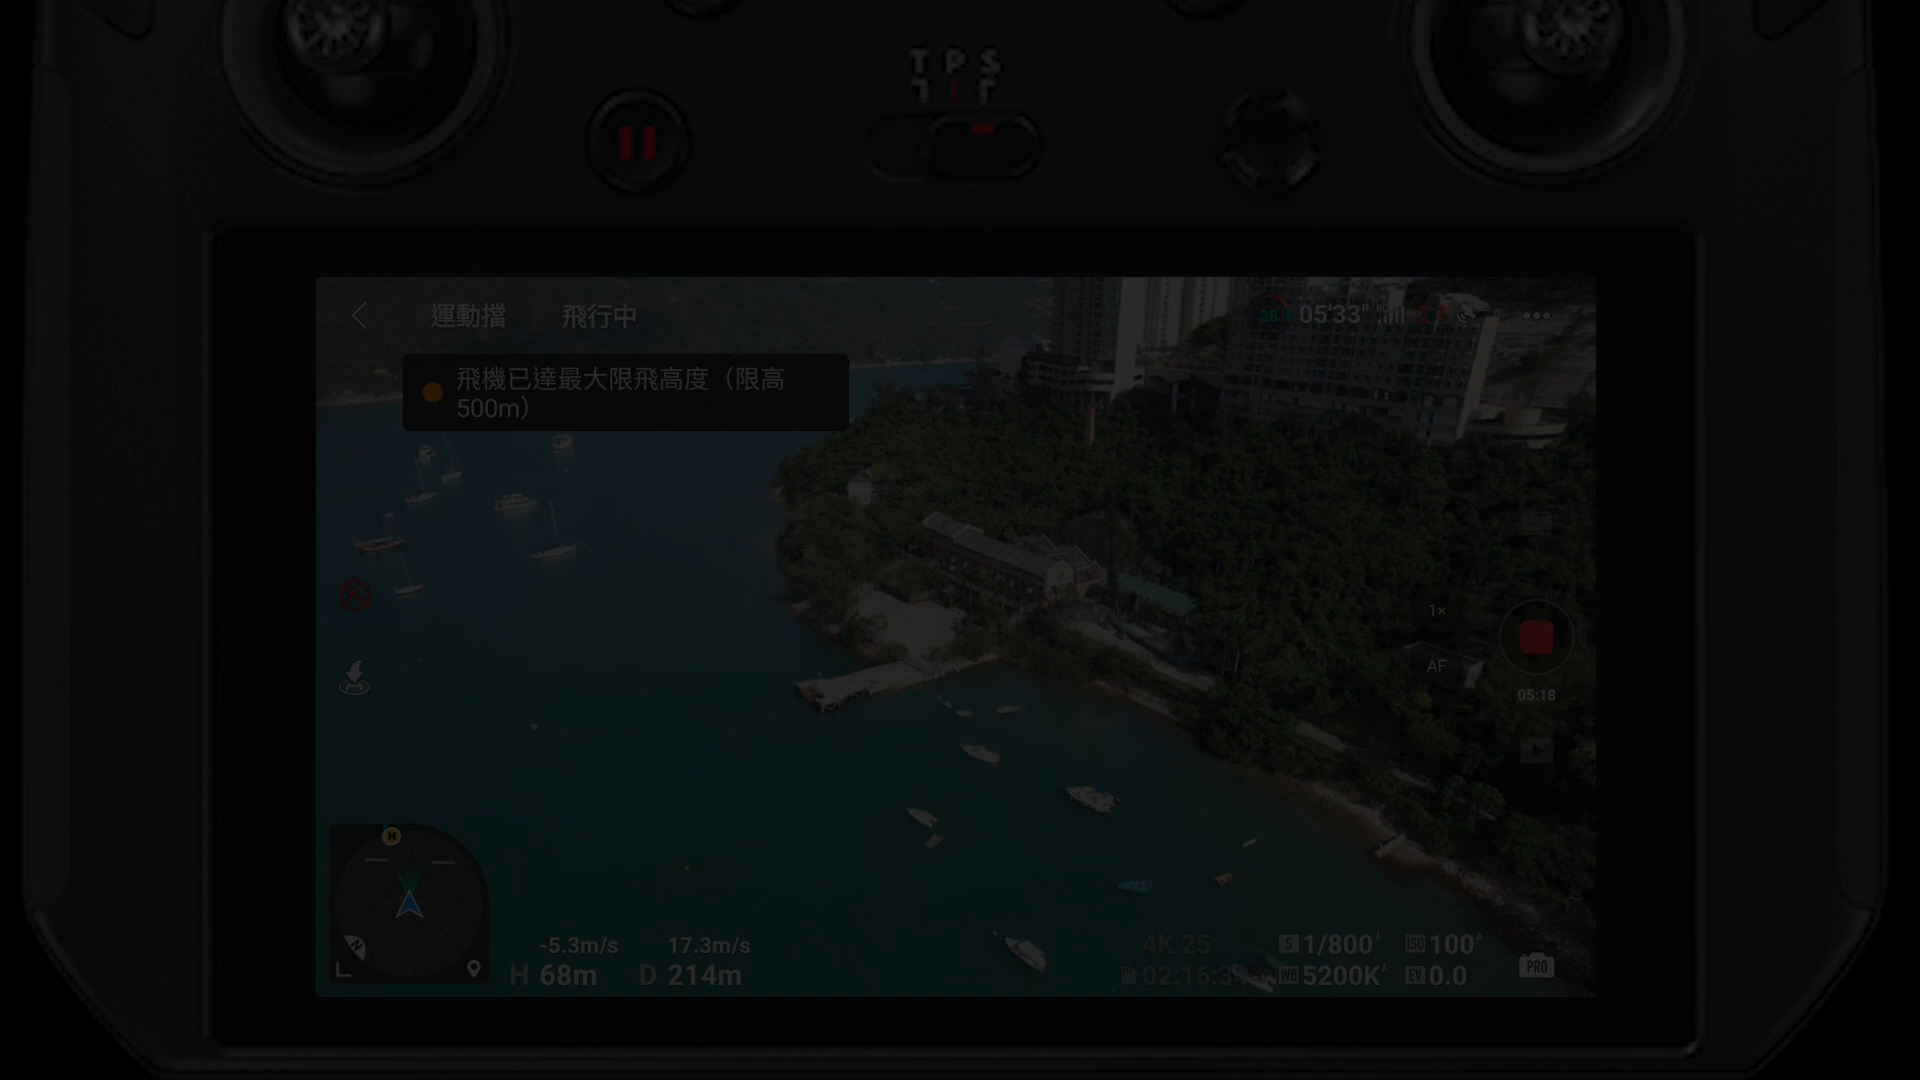 T P S
運動擋
飛行中
28
05'33"
RC
飛機已達最大限飛高度（限高
500m）
1×
AF
05:18
H
N
-5.3m/s
17.3m/s
H 68m
D 214m
4K 25
S 1/800 A
ISO 100 A
WB 5200K A
EV 0.0
PRO